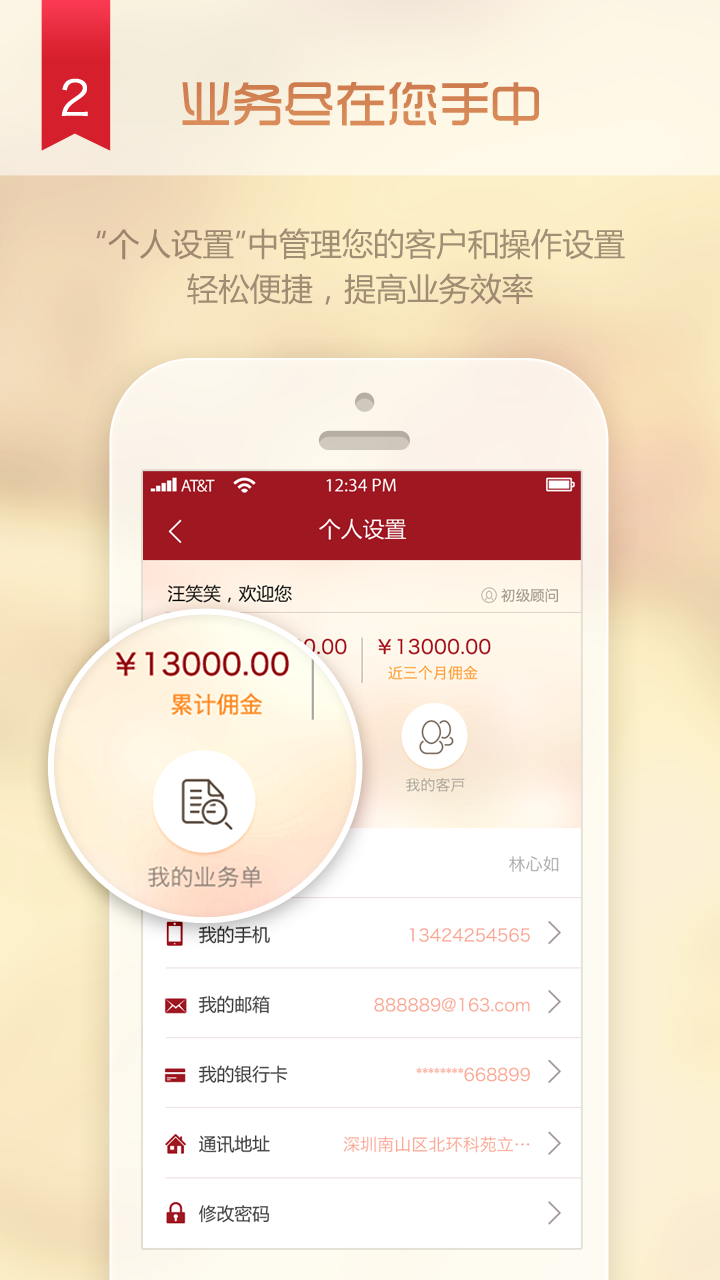 2
业务尽在您手中
“个人设置”中管理您的客户和操作设置
轻松便捷，提高业务效率
AT&T 12:34 PM
个人设置
汪笑笑，欢迎您 初级顾问
¥13000.00 0.00 ¥13000.00
累计佣金 近三个月佣金
我的业务单 我的客戸
林心如
我的手机 13424254565
我的邮箱 888889@163.com
我的银行卡 ********668899
通讯地址 深圳南山区北环科苑立…
修改密码